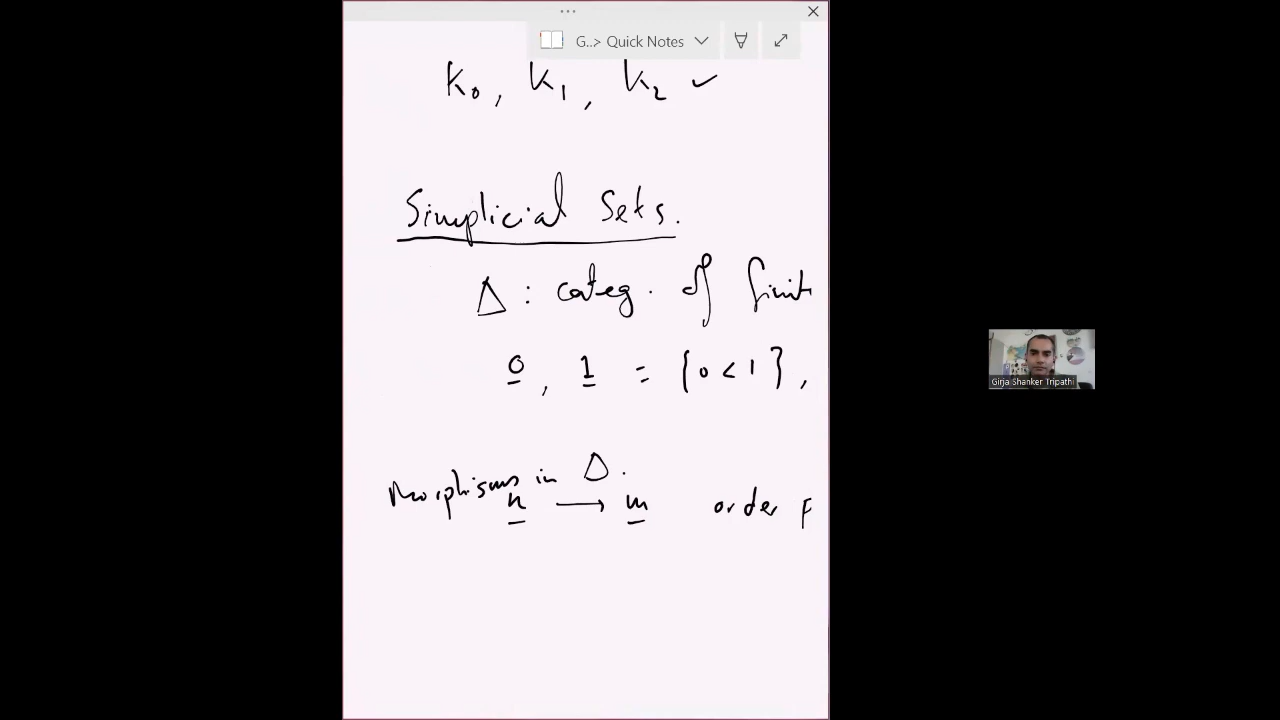 G..> Quick Notes
K₀, K₁, K₂ ✓
Simplicial Sets.
Δ : categ. of finit
0, 1 = {0 < 1},
Morphisms in Δ.
n → m order p
Girja Shanker Tripathi